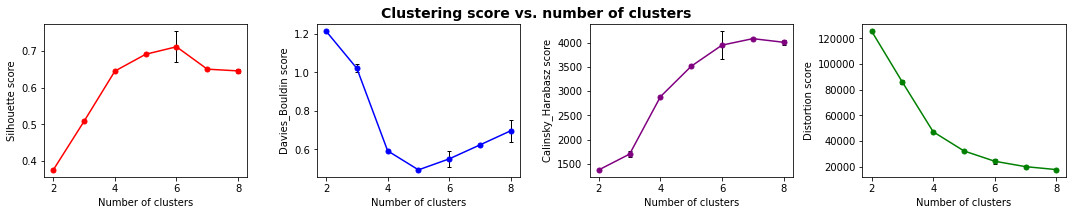 Clustering score vs. number of clusters
Silhouette score
0.7
0.6
0.5
0.4
2 4 6 8
Number of clusters
Davies_Bouldin score
1.2
1.0
0.8
0.6
2 4 6 8
Number of clusters
Calinsky_Harabasz score
4000
3500
3000
2500
2000
1500
2 4 6 8
Number of clusters
Distortion score
120000
100000
80000
60000
40000
20000
2 4 6 8
Number of clusters